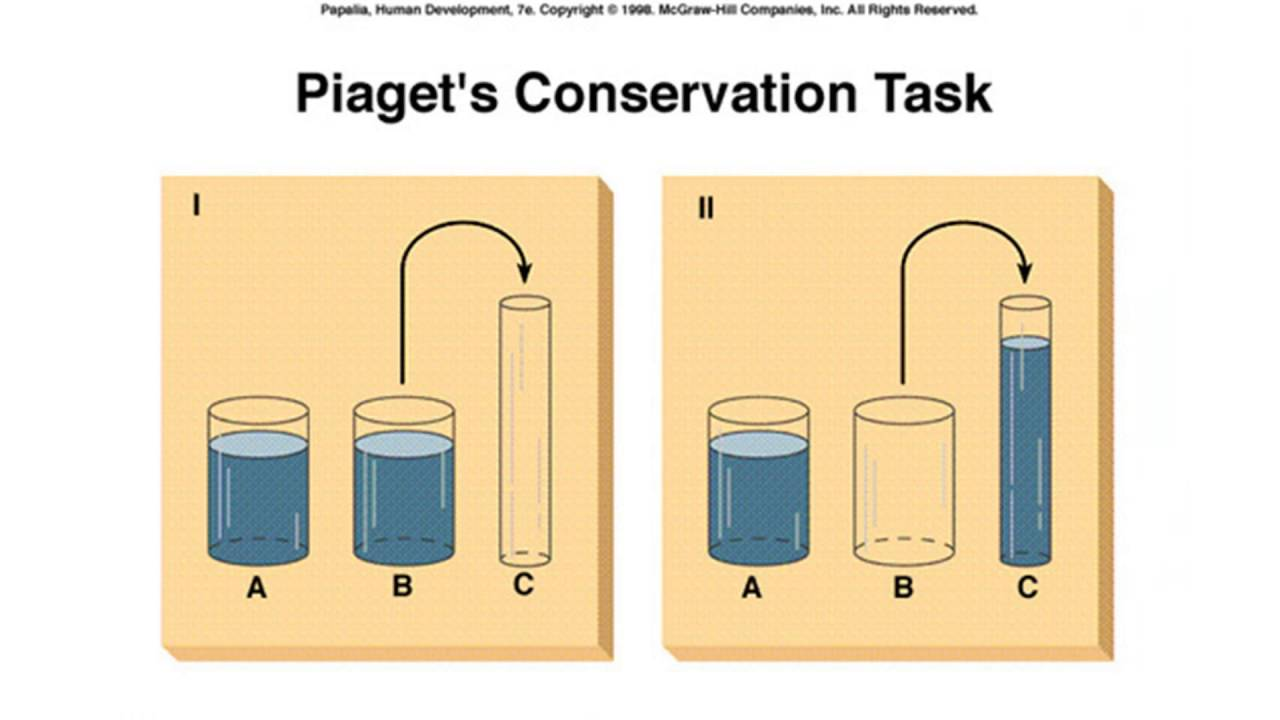 Papalia, Human Development, 7e. Copyright © 1998. McGraw-Hill Companies, Inc. All Rights Reserved.
Piaget's Conservation Task
I
A
B
C
II
A
B
C